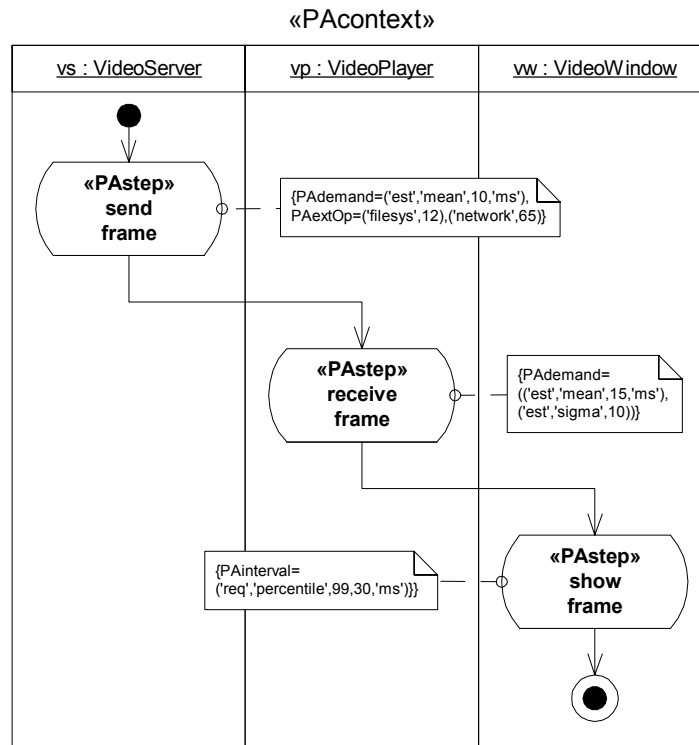 «PAcontext»
vs : VideoServer
vp : VideoPlayer
vw : VideoWindow
«PAstep»
send
frame
{PAdemand=('est','mean',10,'ms'),
PAextOp=('filesys',12),('network',65)}
«PAstep»
receive
frame
{PAdemand=
(('est','mean',15,'ms'),
('est','sigma',10))}
«PAstep»
show
frame
{PAinterval=
('req','percentile',99,30,'ms')}}